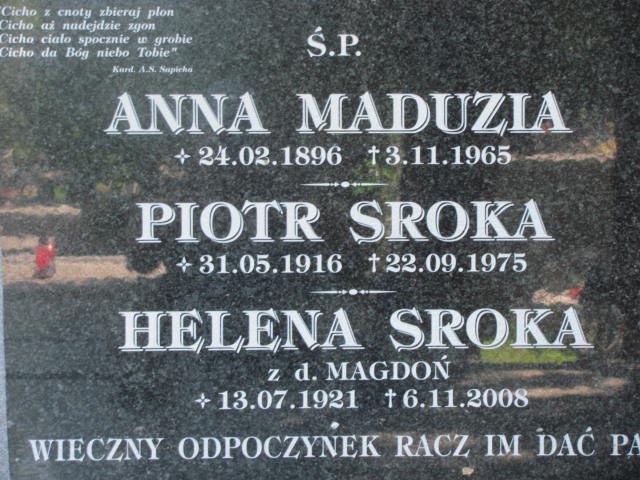 "Cicho z cnoty zbieraj plon
Cicho aż nadejdzie zgon
Cicho ciało spocznie w grobie
Cicho da Bóg niebo Tobie"
Kard. A.S. Sapieha
Ś.P.
ANNA MADUZIA
✧ 24.02.1896 † 3.11.1965
PIOTR SROKA
✧ 31.05.1916 † 22.09.1975
HELENA SROKA
z d. MAGDOŃ
✧ 13.07.1921 † 6.11.2008
WIECZNY ODPOCZYNEK RACZ IM DAĆ PA